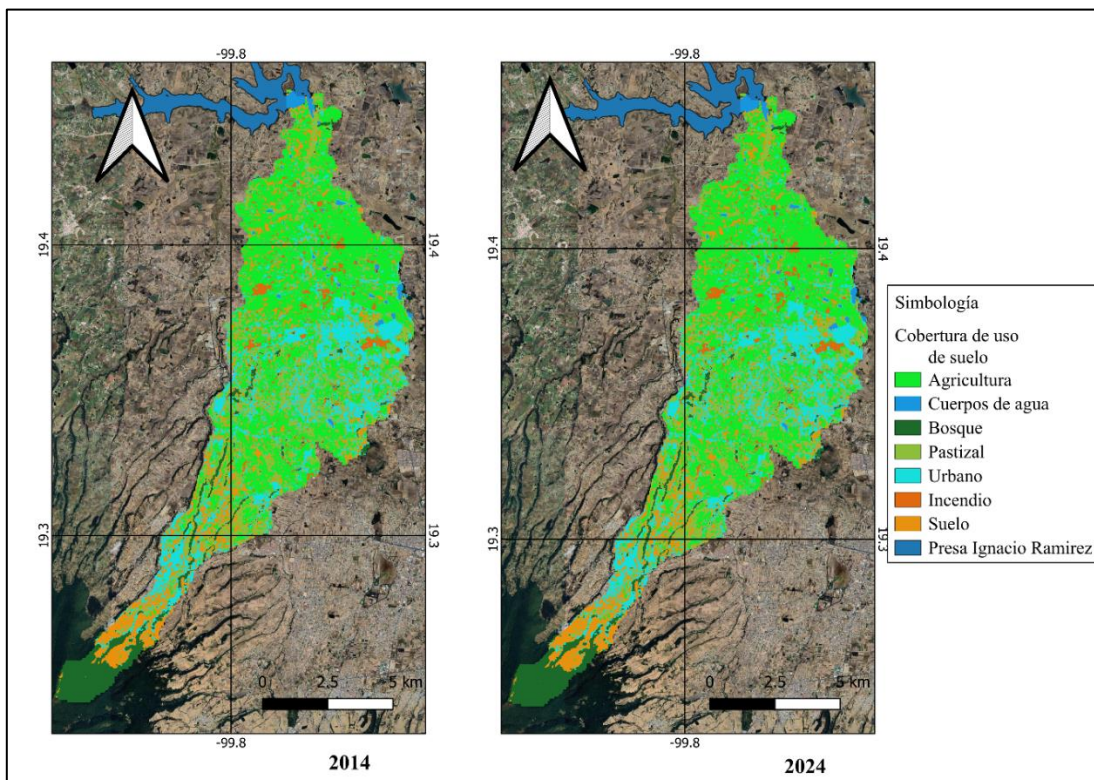 -99.8
-99.8
19.4
19.4
19.4
19.3
19.3
19.3
0 2.5 5 km
0 2.5 5 km
-99.8
-99.8
2014
2024
Simbología
Cobertura de uso
de suelo
Agricultura
Cuerpos de agua
Bosque
Pastizal
Urbano
Incendio
Suelo
Presa Ignacio Ramirez